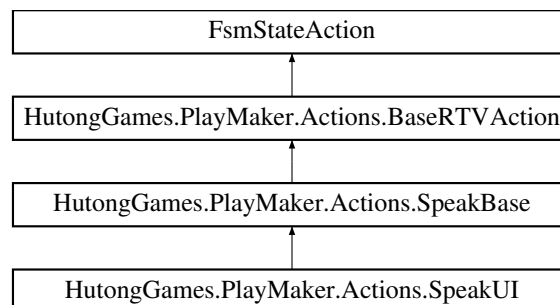 FsmStateAction
HutongGames.PlayMaker.Actions.BaseRTVAction
HutongGames.PlayMaker.Actions.SpeakBase
HutongGames.PlayMaker.Actions.SpeakUI